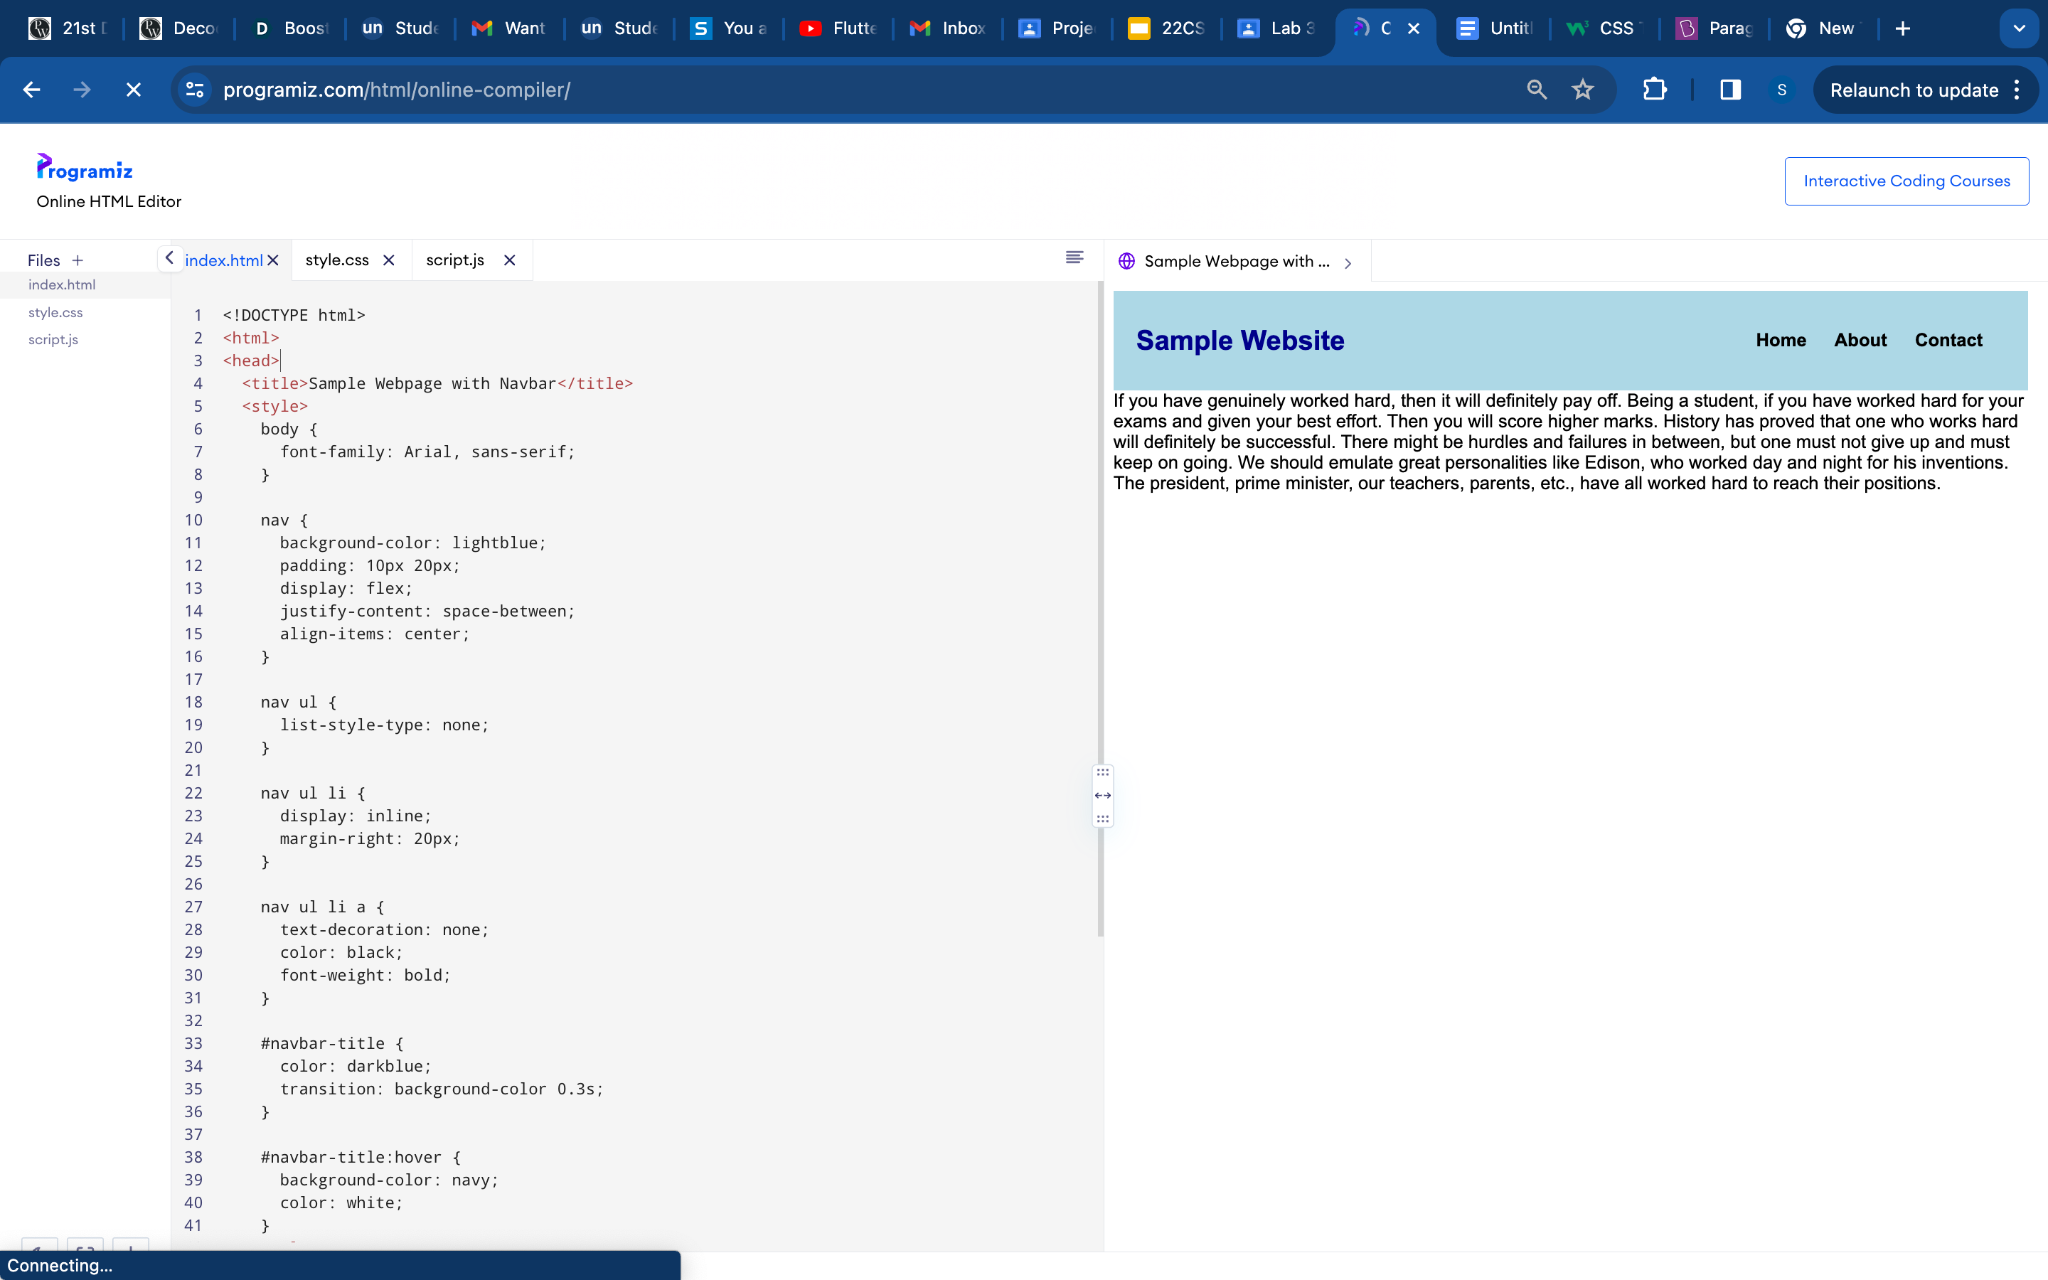 21st D
Deco
D Boost
un Stude
Want
un Stude
S You a
Flutte
Inbox
Proje
22CS
Lab 3
C
Untitl
CSS T
Parag
New
programiz.com/html/online-compiler/
S
Relaunch to update
Programiz
Online HTML Editor
Interactive Coding Courses
Files +
index.html
style.css
script.js
index.html
style.css
script.js
Sample Webpage with ...
1 <!DOCTYPE html>
2 <html>
3 <head>
4 <title>Sample Webpage with Navbar</title>
5 <style>
6 body {
7 font-family: Arial, sans-serif;
8 }
9
10 nav {
11 background-color: lightblue;
12 padding: 10px 20px;
13 display: flex;
14 justify-content: space-between;
15 align-items: center;
16 }
17
18 nav ul {
19 list-style-type: none;
20 }
21
22 nav ul li {
23 display: inline;
24 margin-right: 20px;
25 }
26
27 nav ul li a {
28 text-decoration: none;
29 color: black;
30 font-weight: bold;
31 }
32
33 #navbar-title {
34 color: darkblue;
35 transition: background-color 0.3s;
36 }
37
38 #navbar-title:hover {
39 background-color: navy;
40 color: white;
41 }
Sample Website
Home About Contact
If you have genuinely worked hard, then it will definitely pay off. Being a student, if you have worked hard for your
exams and given your best effort. Then you will score higher marks. History has proved that one who works hard
will definitely be successful. There might be hurdles and failures in between, but one must not give up and must
keep on going. We should emulate great personalities like Edison, who worked day and night for his inventions.
The president, prime minister, our teachers, parents, etc., have all worked hard to reach their positions.
Connecting...